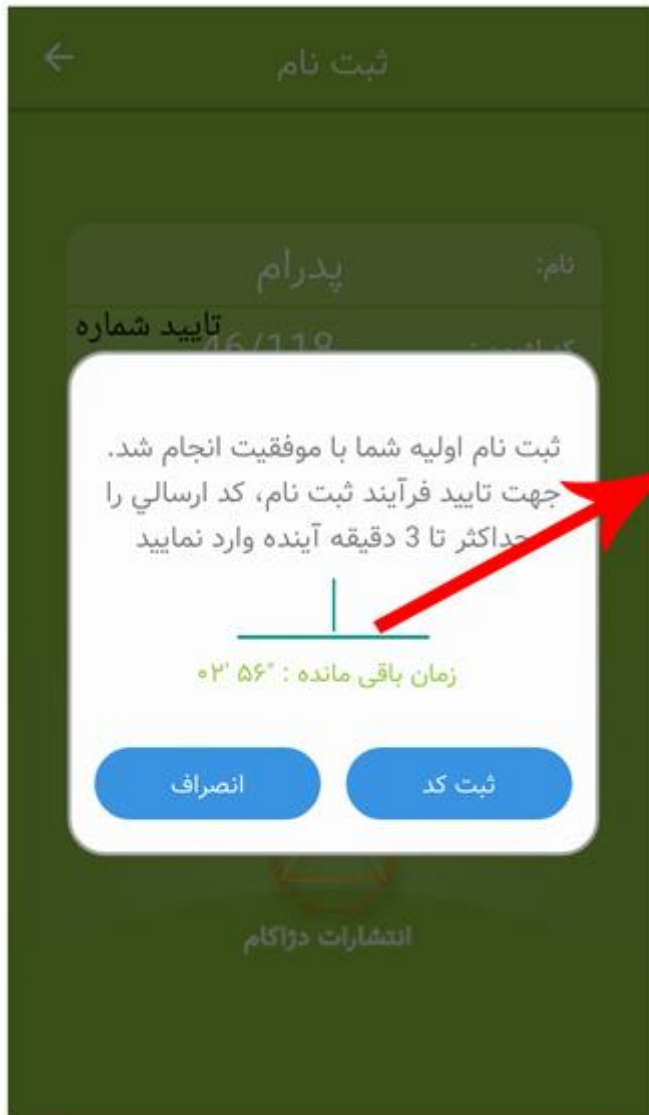 ثبت نام
نام: پدرام
46/118
تایید شماره
ثبت نام اولیه شما با موفقیت انجام شد.
جهت تایید فرآیند ثبت نام، کد ارسالي را
حداکثر تا 3 دقیقه آینده وارد نمایید
زمان باقی مانده : ۰۲' ۵۶"
ثبت کد
انصراف
انتشارات دژاکام